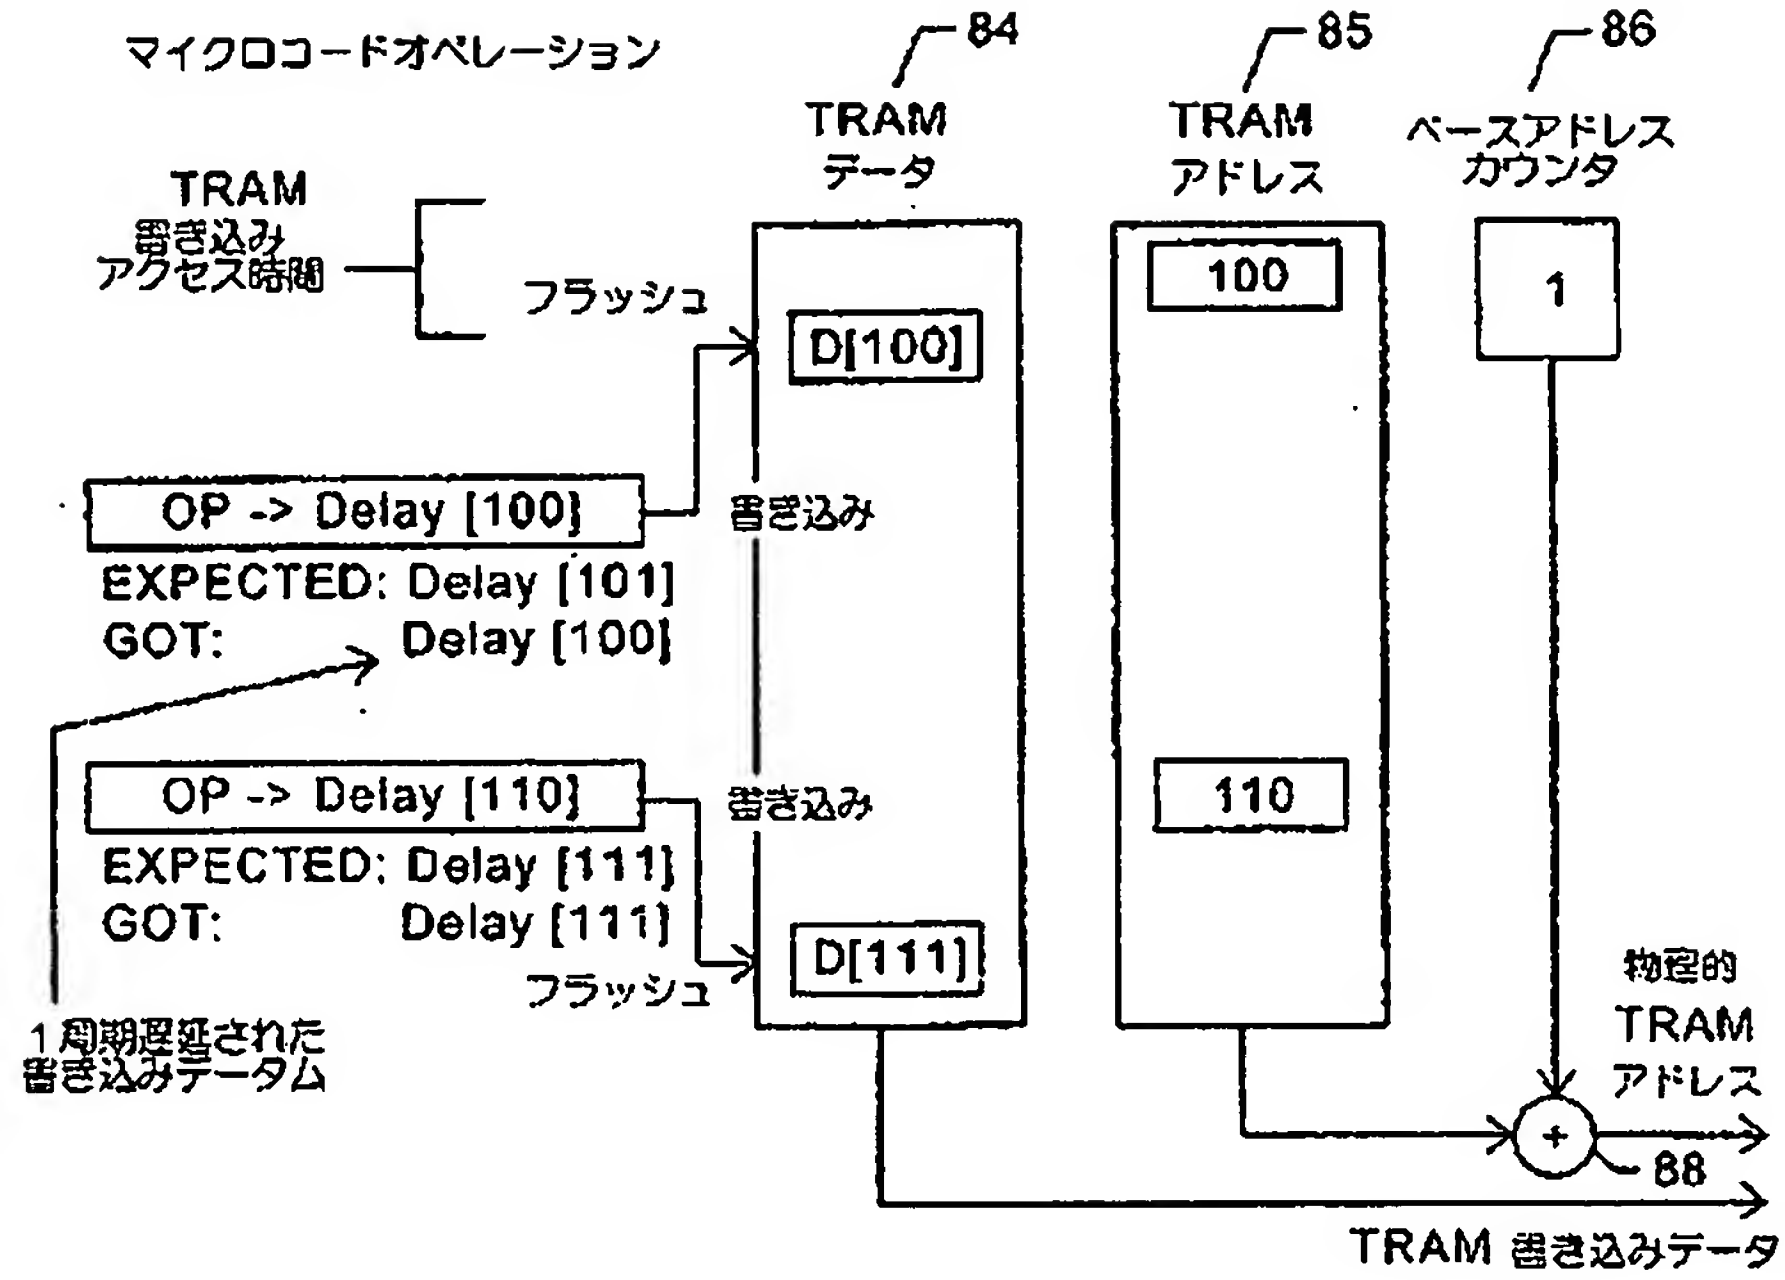 マイクロコードオペレーション
84
85
86
TRAM
データ
TRAM
アドレス
ベースアドレス
カウンタ
TRAM
書き込み
アクセス時間
フラッシュ
D[100]
100
1
OP -> Delay [100]
書き込み
EXPECTED: Delay [101]
GOT: Delay [100]
OP -> Delay [110]
書き込み
110
EXPECTED: Delay [111]
GOT: Delay [111]
フラッシュ
D[111]
1周期遅延された
書き込みデータム
物理的
TRAM
アドレス
+
88
TRAM 書き込みデータ